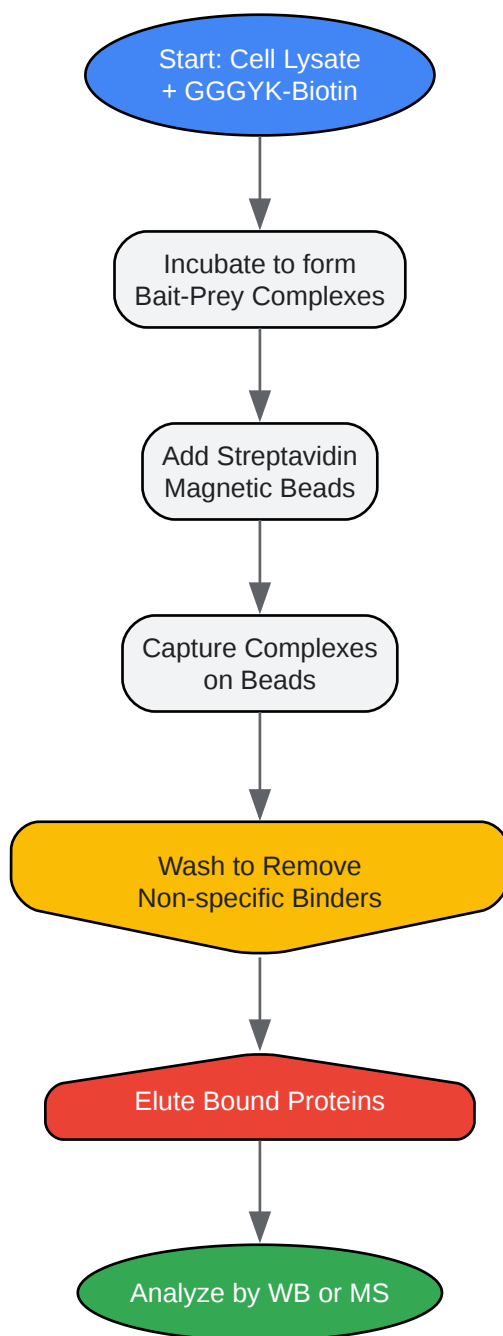 Start: Cell Lysate
+ GGGYK-Biotin
Incubate to form
Bait-Prey Complexes
Add Streptavidin
Magnetic Beads
Capture Complexes
on Beads
Wash to Remove
Non-specific Binders
Elute Bound Proteins
Analyze by WB or MS